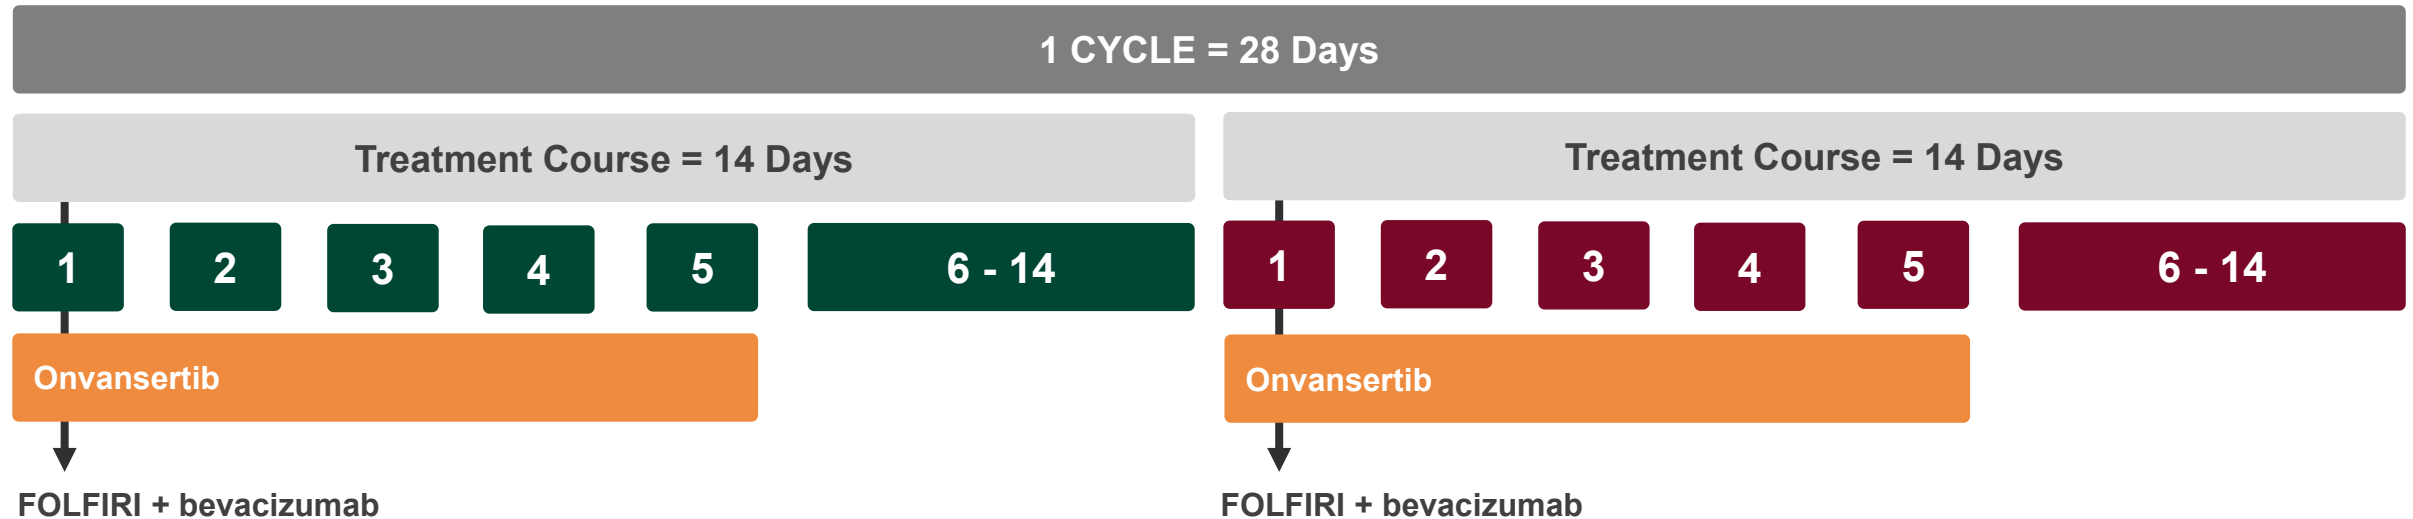 1 CYCLE = 28 Days
Treatment Course = 14 Days
Treatment Course = 14 Days
1 2 3 4 5 6 - 14
1 2 3 4 5 6 - 14
Onvansertib
Onvansertib
FOLFIRI + bevacizumab
FOLFIRI + bevacizumab